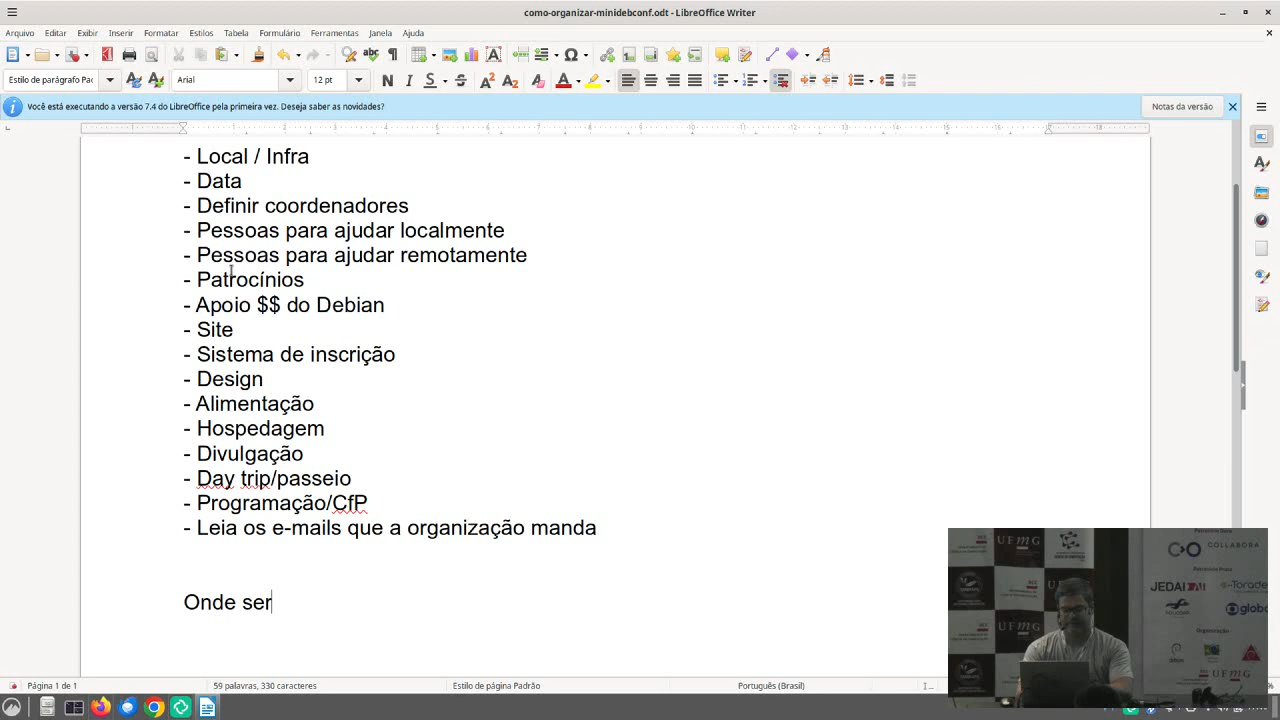 como-organizar-minidebconf.odt - LibreOffice Writer
Arquivo Editar Exibir Inserir Formatar Estilos Tabela Formulário Ferramentas Janela Ajuda
Arial 12 pt
Você está executando a versão 7.4 do LibreOffice pela primeira vez. Deseja saber as novidades?
Notas da versão
- Local / Infra
- Data
- Definir coordenadores
- Pessoas para ajudar localmente
- Pessoas para ajudar remotamente
- Patrocínios
- Apoio $$ do Debian
- Site
- Sistema de inscrição
- Design
- Alimentação
- Hospedagem
- Divulgação
- Day trip/passeio
- Programação/CfP
- Leia os e-mails que a organização manda
Onde ser
UFMG
COLLABORA
JEDAI
globo
UFMG
Página 1 de 1
59 palavras, 330 caracteres
Estilo de página Padrão
Português (Brasil)